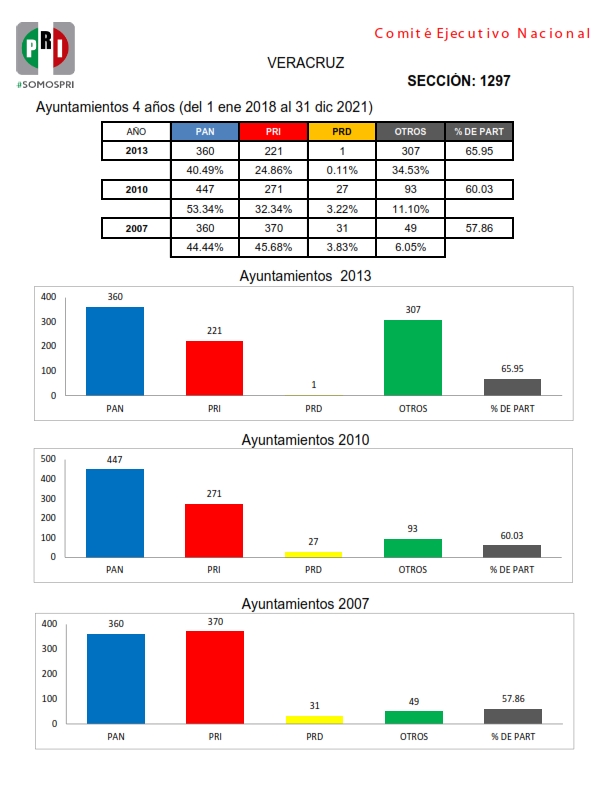 Comité Ejecutivo Nacional
PRI
#SOMOSPRI
VERACRUZ
SECCIÓN: 1297
Ayuntamientos 4 años (del 1 ene 2018 al 31 dic 2021)
AÑO PAN PRI PRD OTROS % DE PART
2013 360 221 1 307 65.95
40.49% 24.86% 0.11% 34.53%
2010 447 271 27 93 60.03
53.34% 32.34% 3.22% 11.10%
2007 360 370 31 49 57.86
44.44% 45.68% 3.83% 6.05%
Ayuntamientos 2013
400
300
200
100
0
360
221
1
307
65.95
PAN PRI PRD OTROS % DE PART
Ayuntamientos 2010
500
400
300
200
100
0
447
271
27
93
60.03
PAN PRI PRD OTROS % DE PART
Ayuntamientos 2007
400
300
200
100
0
360
370
31
49
57.86
PAN PRI PRD OTROS % DE PART